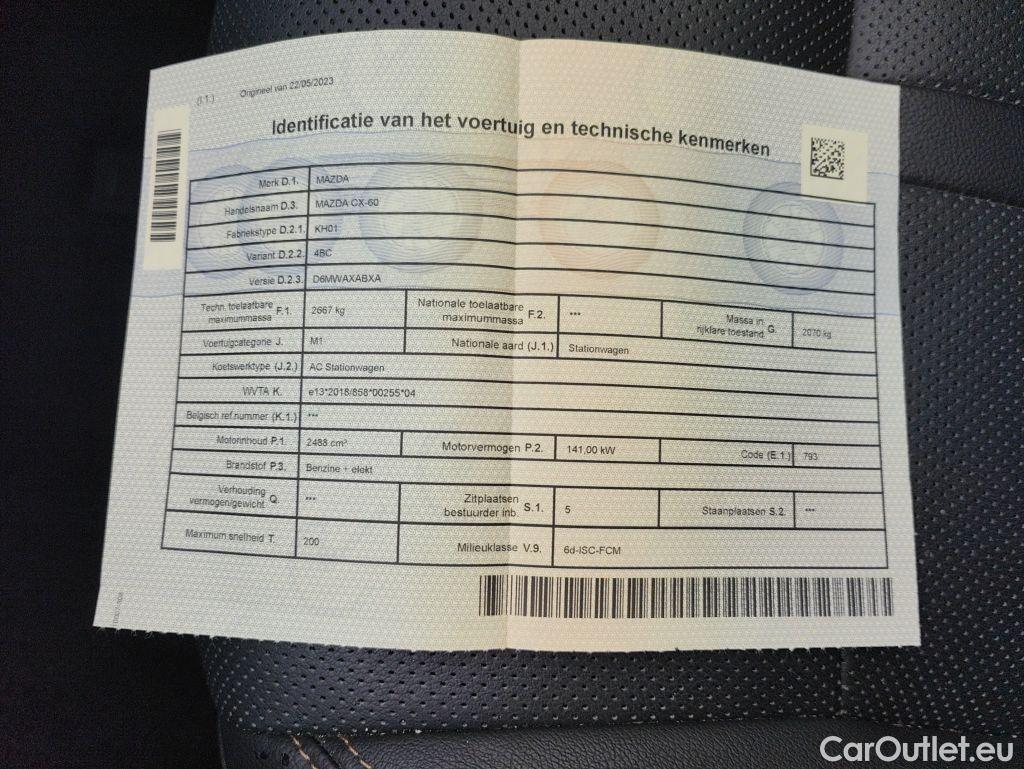 (I.1.) Origineel van 22/05/2023
Identificatie van het voertuig en technische kenmerken
Merk D.1. MAZDA
Handelsnaam D.3. MAZDA CX-60
Fabriekstype D.2.1. KH01
Variant D.2.2. 4BC
Versie D.2.3. D6MWAXABXA
Techn. toelaatbare maximummassa F.1. 2667 kg Nationale toelaatbare maximummassa F.2. *** Massa in rijklare toestand G. 2070 kg
Voertuigcategorie J. M1 Nationale aard (J.1.) Stationwagen
Koetswerktype (J.2.) AC Stationwagen
WVTA K. e13*2018/858*00255*04
Belgisch ref.nummer (K.1.) ***
Motorinhoud P.1. 2488 cm³ Motorvermogen P.2. 141,00 kW Code (E.1.) 793
Brandstof P.3. Benzine + elekt
Verhouding vermogen/gewicht Q. *** Zitplaatsen bestuurder inb. S.1. 5 Staanplaatsen S.2. ***
Maximum snelheid T. 200 Milieuklasse V.9. 6d-ISC-FCM
CarOutlet.eu